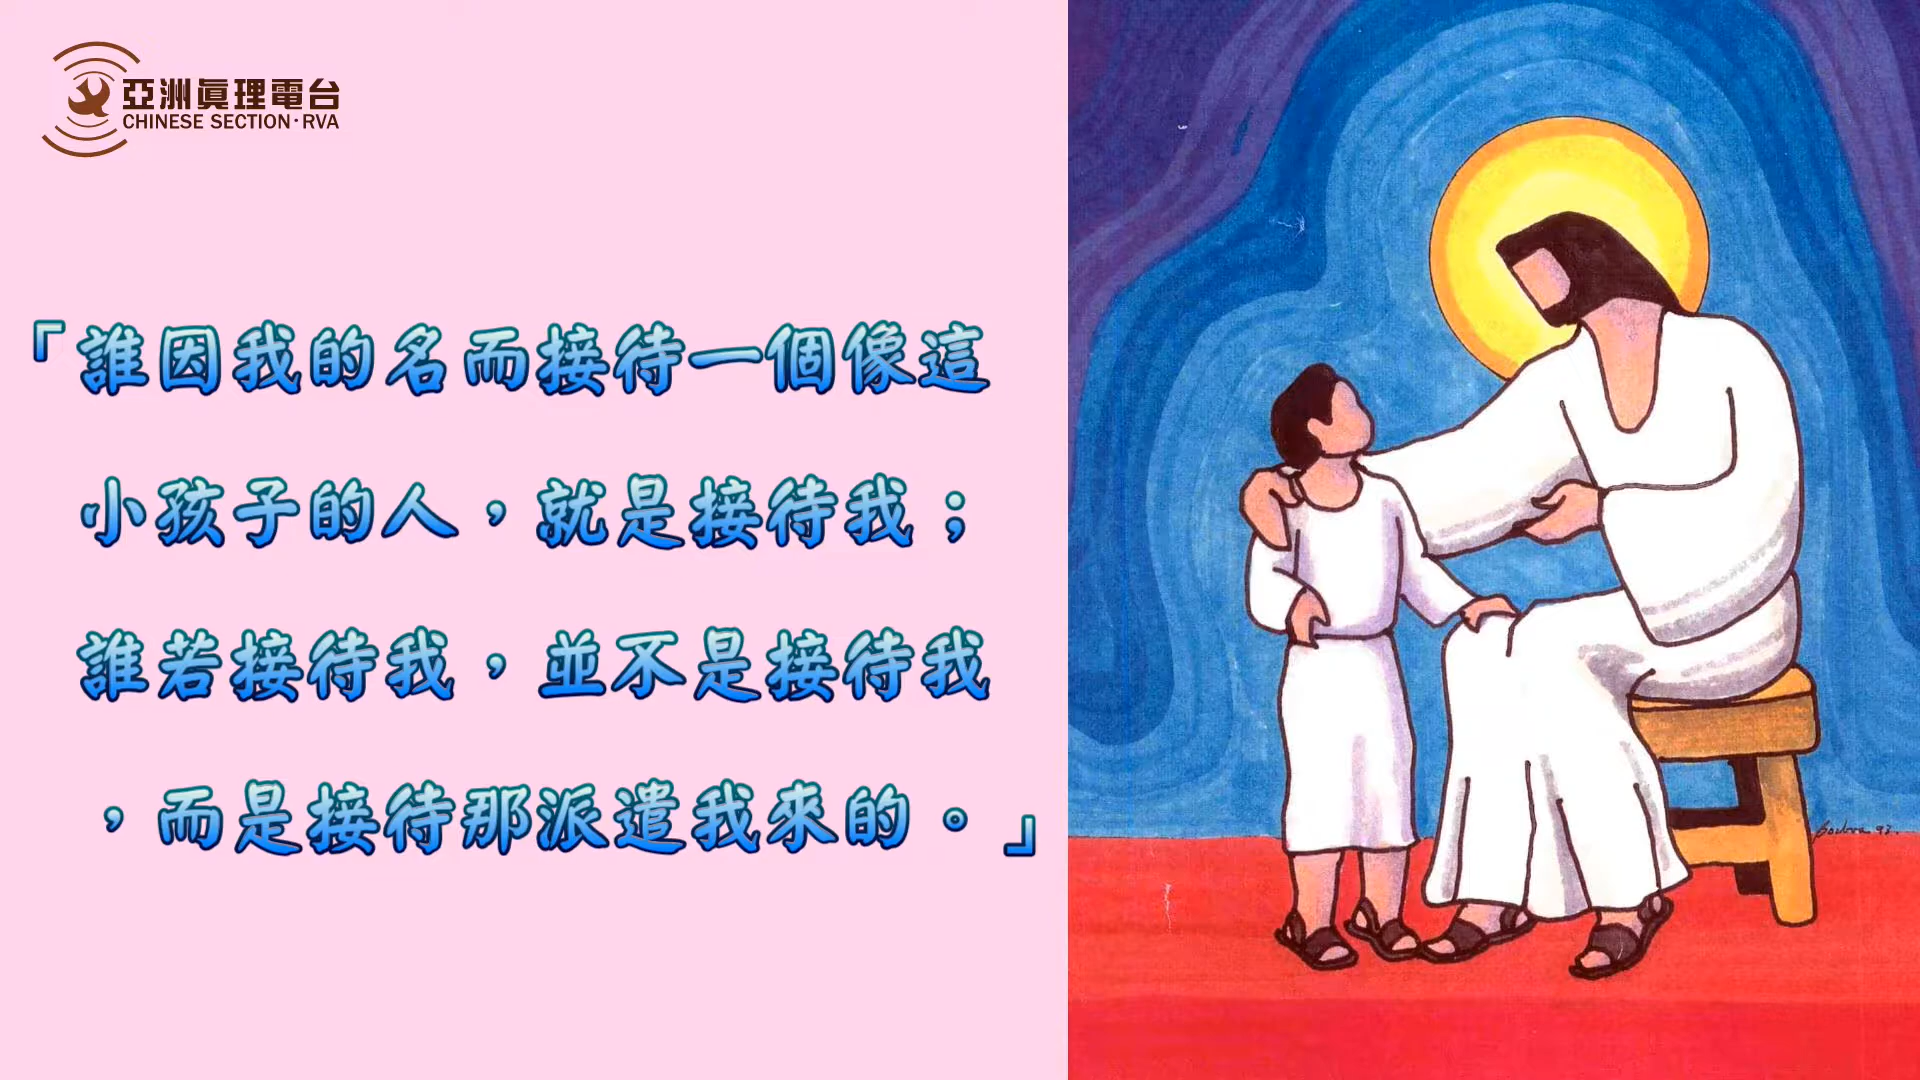 亞洲眞理電台
CHINESE SECTION·RVA
「誰因我的名而接待一個像這
小孩子的人，就是接待我；
誰若接待我，並不是接待我
，而是接待那派遣我來的。」